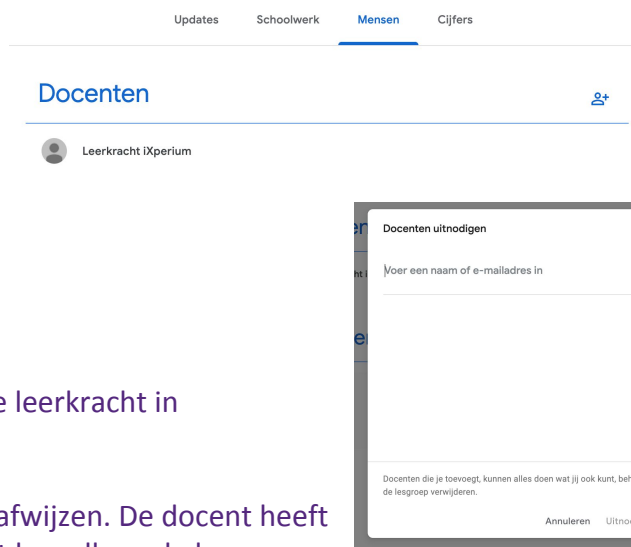 Updates Schoolwerk Mensen Cijfers
Docenten
Leerkracht iXperium
Docenten uitnodigen
Voer een naam of e-mailadres in
leerkracht in
Docenten die je toevoegt, kunnen alles doen wat jij ook kunt,
de lesgroep verwijderen.
afwijzen. De docent heeft
Annuleren